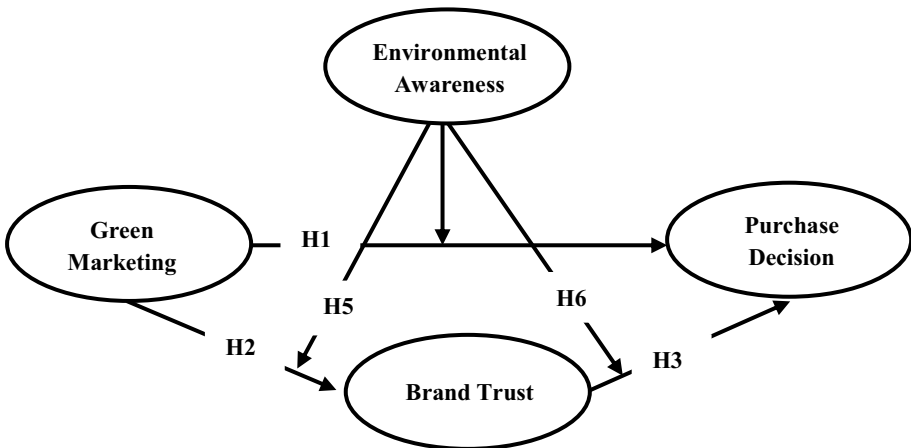 Environmental
Awareness
Green
Marketing
H1
Purchase
Decision
H5
H6
H2
H3
Brand Trust